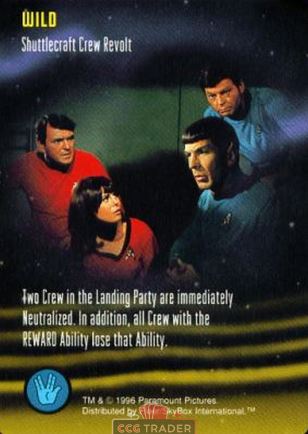 WILD
Shuttlecraft Crew Revolt
Two Crew in the Landing Party are immediately
Neutralized. In addition, all Crew with the
REWARD Ability lose that Ability.
TM & © 1996 Paramount Pictures.
Distributed by Fleer/SkyBox International.™
CCG TRADER